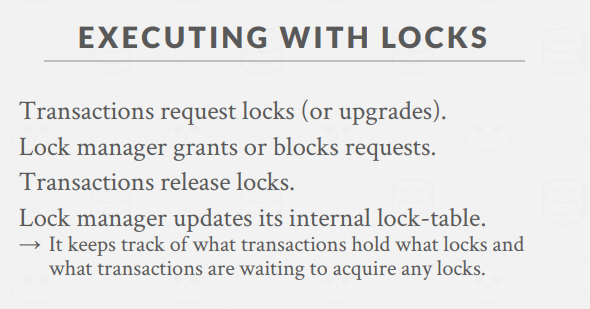 EXECUTING WITH LOCKS
Transactions request locks (or upgrades).
Lock manager grants or blocks requests.
Transactions release locks.
Lock manager updates its internal lock-table.
→ It keeps track of what transactions hold what locks and
what transactions are waiting to acquire any locks.